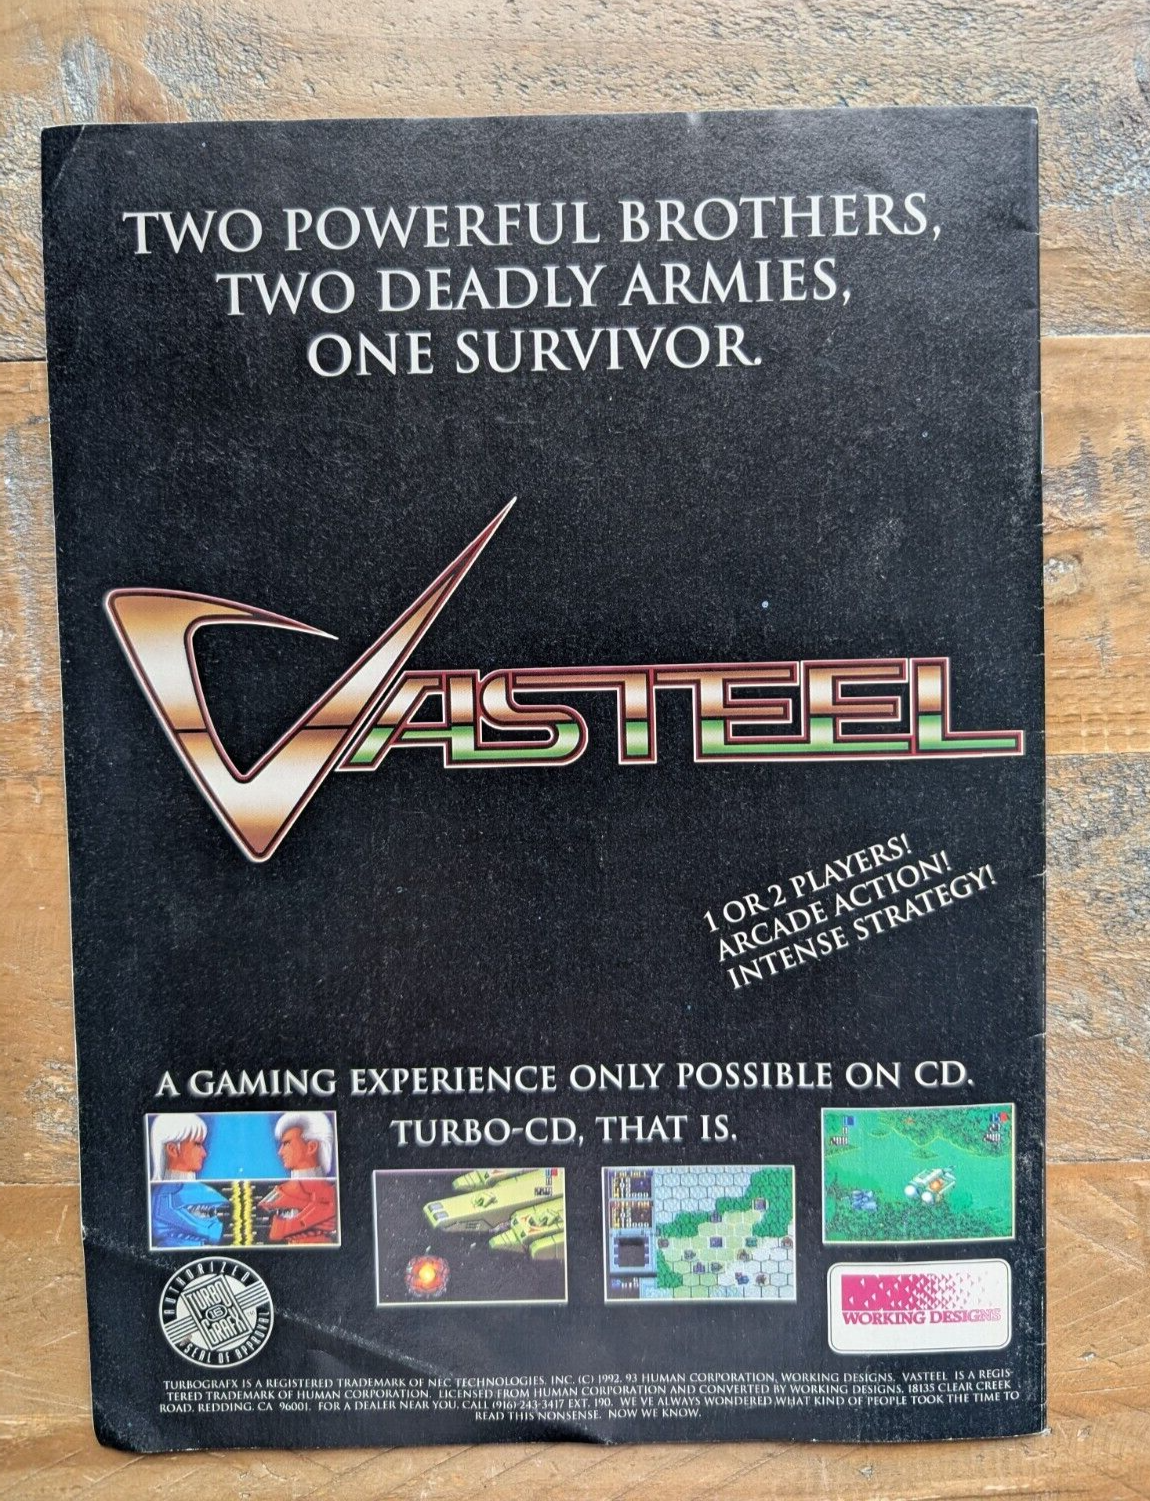 TWO POWERFUL BROTHERS,
TWO DEADLY ARMIES,
ONE SURVIVOR.
VASTEEL
1 OR 2 PLAYERS!
ARCADE ACTION!
INTENSE STRATEGY!
A GAMING EXPERIENCE ONLY POSSIBLE ON CD.
TURBO-CD, THAT IS.
AUTHORIZED
TURBO
16
GRAFX
SEAL OF APPROVAL
WORKING DESIGNS
TURBOGRAFX IS A REGISTERED TRADEMARK OF NEC TECHNOLOGIES, INC. (C) 1992, 93 HUMAN CORPORATION, WORKING DESIGNS. VASTEEL IS A REGIS-
TERED TRADEMARK OF HUMAN CORPORATION. LICENSED FROM HUMAN CORPORATION AND CONVERTED BY WORKING DESIGNS, 18135 CLEAR CREEK
ROAD, REDDING, CA 96001. FOR A DEALER NEAR YOU, CALL (916) 243-3417 EXT. 190. WE'VE ALWAYS WONDERED WHAT KIND OF PEOPLE TOOK THE TIME TO
READ THIS NONSENSE. NOW WE KNOW.